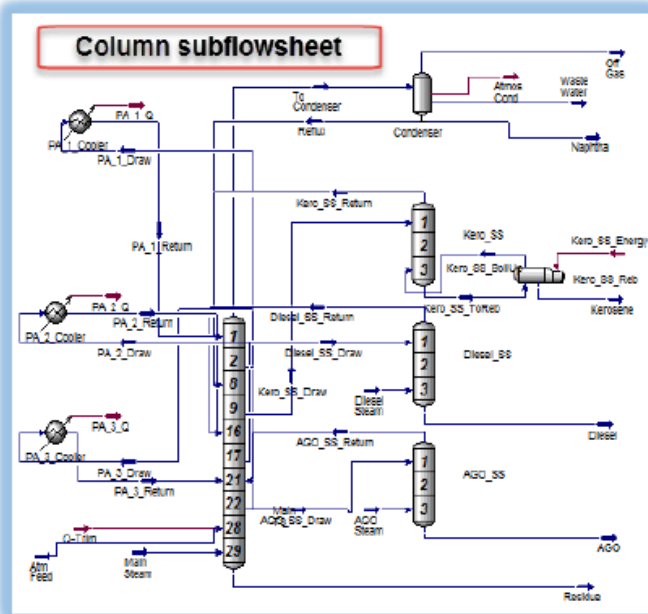 Column subflowsheet
Off
Gas
To
Condenser
Atmos
Cond
Waste
Water
PA_1_Q
Reflux
Condenser
Naphtha
PA_1_Cooler
PA_1_Draw
Kero_SS_Return
1
2
3
Kero_SS
Kero_SS_Energy
PA_1_Return
Kero_SS_BoilUp
Kero_SS_Reb
Kero_SS_ToReb
Kerosene
PA_2_Q
PA_2_Return
Diesel_SS_Return
PA_2_Cooler
PA_2_Draw
1
2
8
9
16
17
21
22
28
29
Diesel_SS_Draw
1
2
3
Diesel_SS
Kero_SS_Draw
Diesel
Steam
Diesel
PA_3_Q
AGO_SS_Return
PA_3_Cooler
PA_3_Draw
PA_3_Return
1
2
3
AGO_SS
Main
AGO_SS_Draw
AGO
Steam
Q-Trim
Atm
Feed
Main
Steam
AGO
Residue